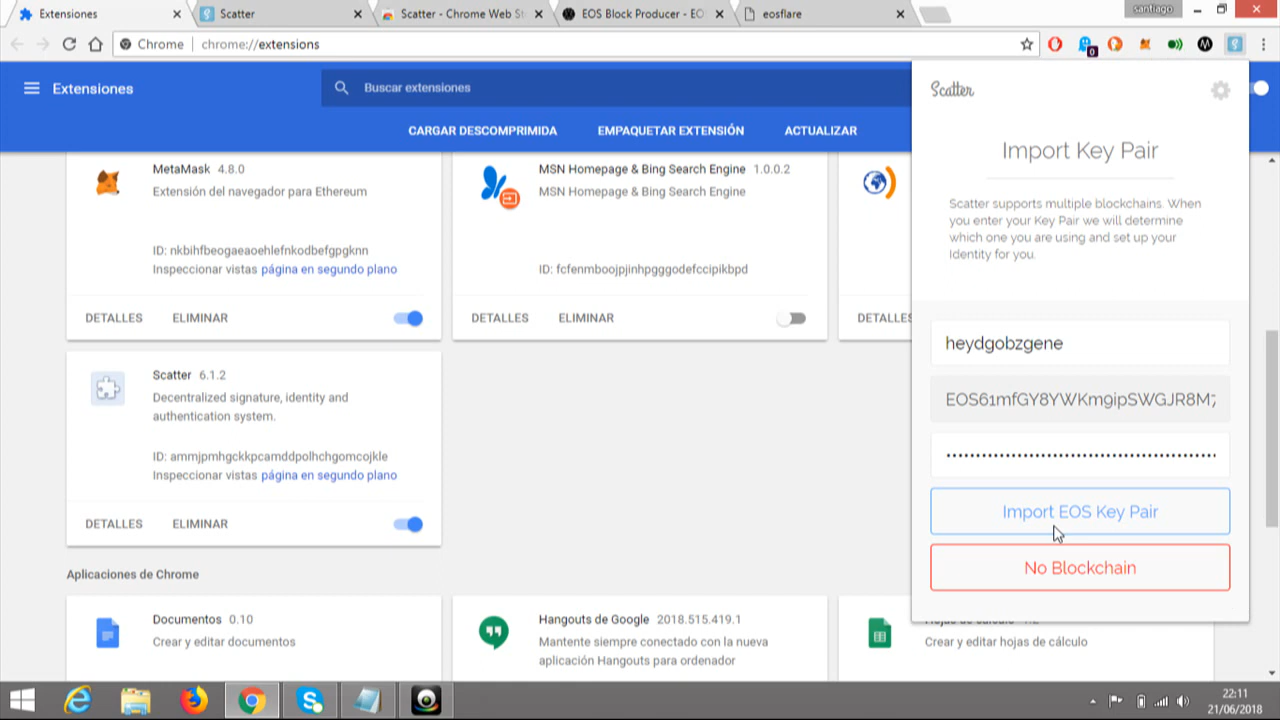 Extensiones
Scatter
Scatter - Chrome Web St
EOS Block Producer - EO
eosflare
santiago
Chrome
chrome://extensions
0
Extensiones
Buscar extensiones
CARGAR DESCOMPRIMIDA
EMPAQUETAR EXTENSIÓN
ACTUALIZAR
MetaMask 4.8.0
Extensión del navegador para Ethereum
ID: nkbihfbeogaeaoehlefnkodbefgpgknn
Inspeccionar vistas página en segundo plano
DETALLES
ELIMINAR
MSN Homepage & Bing Search Engine 1.0.0.2
MSN Homepage & Bing Search Engine
ID: fcfenmboojpjinhpgggodefccipikbpd
DETALLES
ELIMINAR
DETALLES
Scatter 6.1.2
Decentralized signature, identity and
authentication system.
ID: ammjpmhgckkpcamddpolhchgomcojkle
Inspeccionar vistas página en segundo plano
DETALLES
ELIMINAR
Aplicaciones de Chrome
Documentos 0.10
Crear y editar documentos
Hangouts de Google 2018.515.419.1
Mantente siempre conectado con la nueva
aplicación Hangouts para ordenador
Crear y editar hojas de cálculo
Scatter
Import Key Pair
Scatter supports multiple blockchains. When
you enter your Key Pair we will determine
which one you are using and set up your
Identity for you.
heydgobzgene
EOS61mfGY8YWKm9ipSWGJR8M7
Import EOS Key Pair
No Blockchain
22:11
21/06/2018